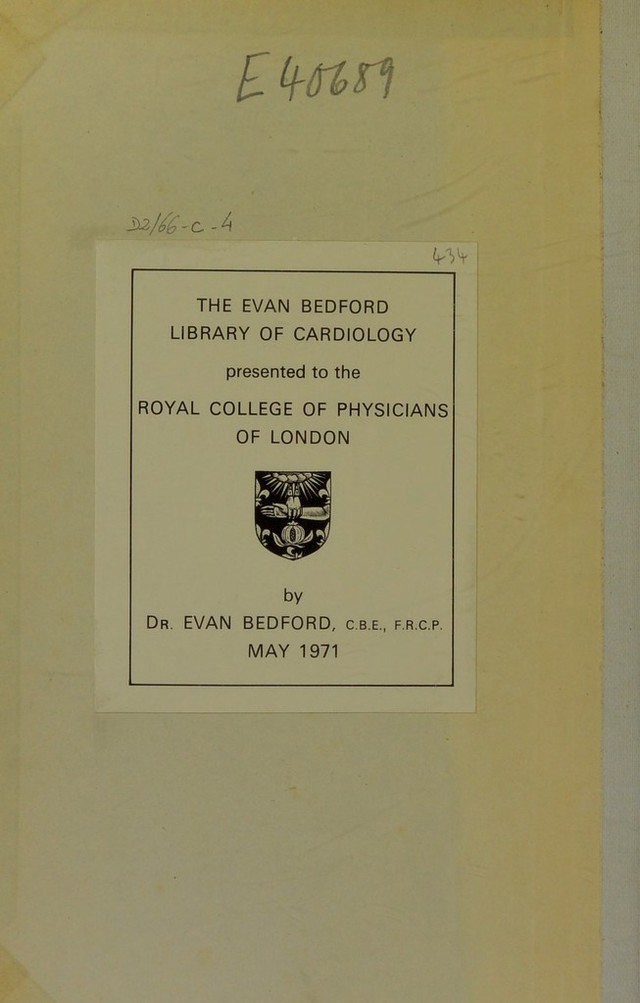 E40689
D2/66-c-4
434
THE EVAN BEDFORD
LIBRARY OF CARDIOLOGY
presented to the
ROYAL COLLEGE OF PHYSICIANS
OF LONDON
by
DR. EVAN BEDFORD, C.B.E., F.R.C.P.
MAY 1971